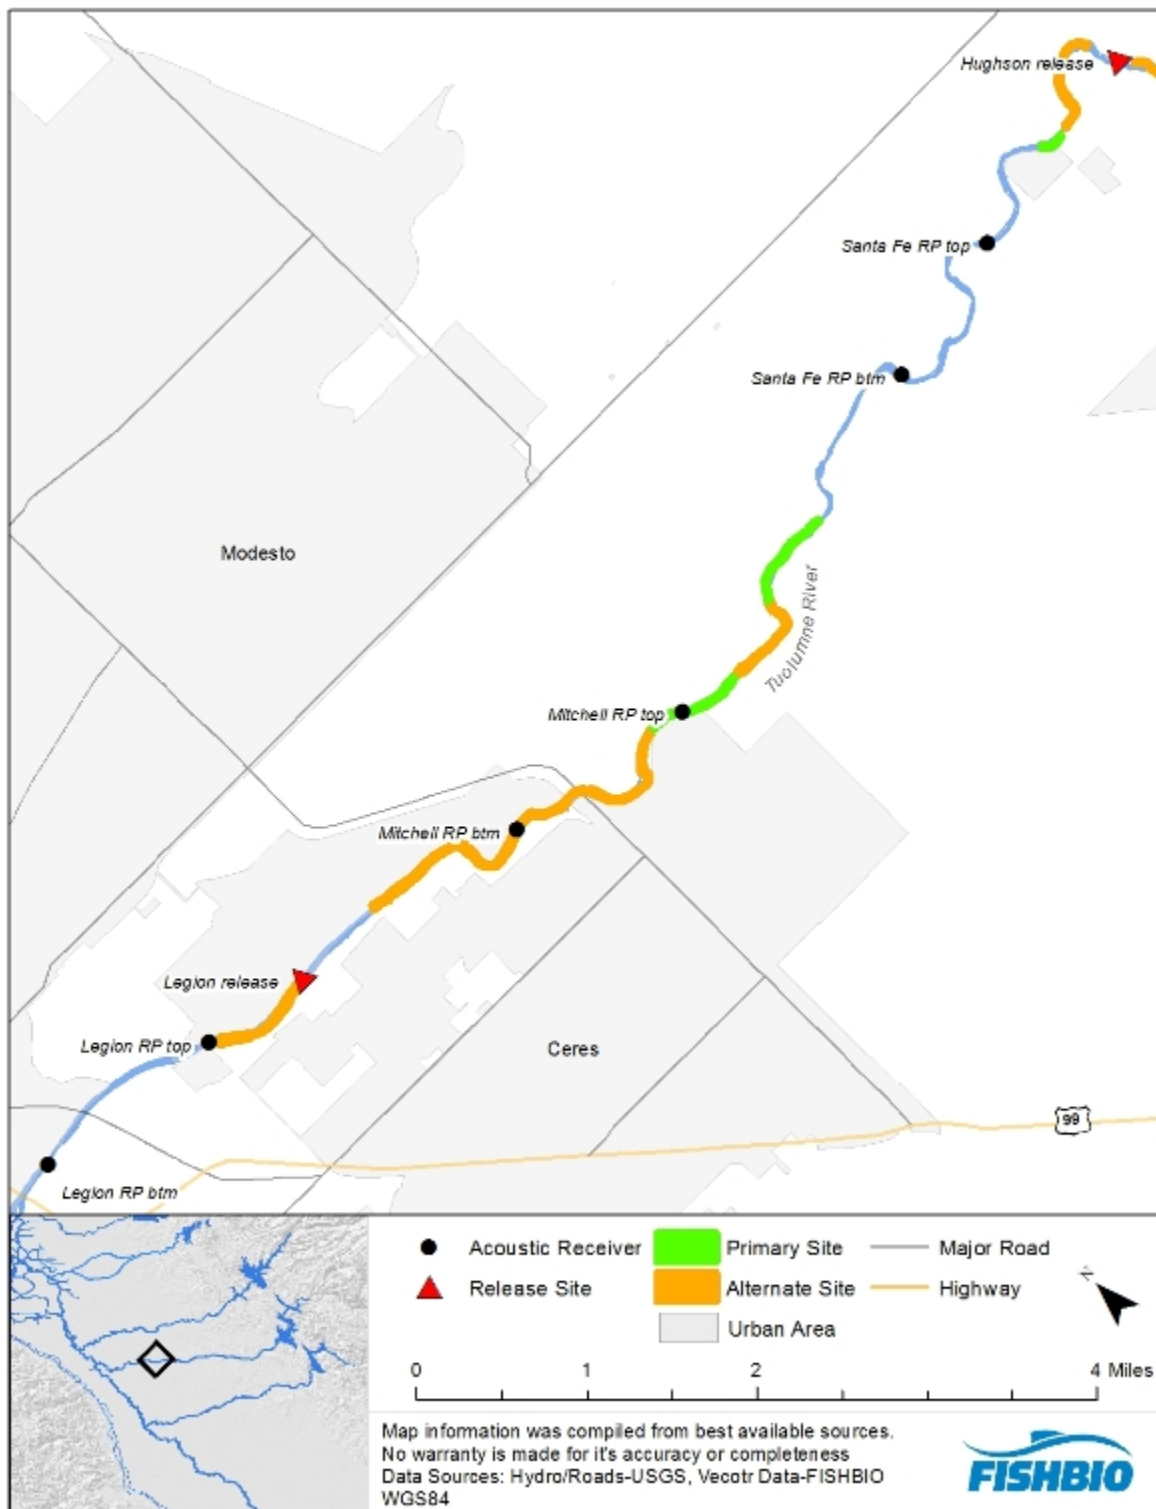 Hughson release
Santa Fe RP top
Santa Fe RP btm
Modesto
Tuolumne River
Mitchell RP top
Mitchell RP btm
Legion release
Legion RP top
Ceres
99
Legion RP btm
Acoustic Receiver
Primary Site
Major Road
Release Site
Alternate Site
Highway
N
Urban Area
0 1 2 4 Miles
Map information was compiled from best available sources.
No warranty is made for it's accuracy or completeness
Data Sources: Hydro/Roads-USGS, Vecotr Data-FISHBIO
WGS84
FISHBIO